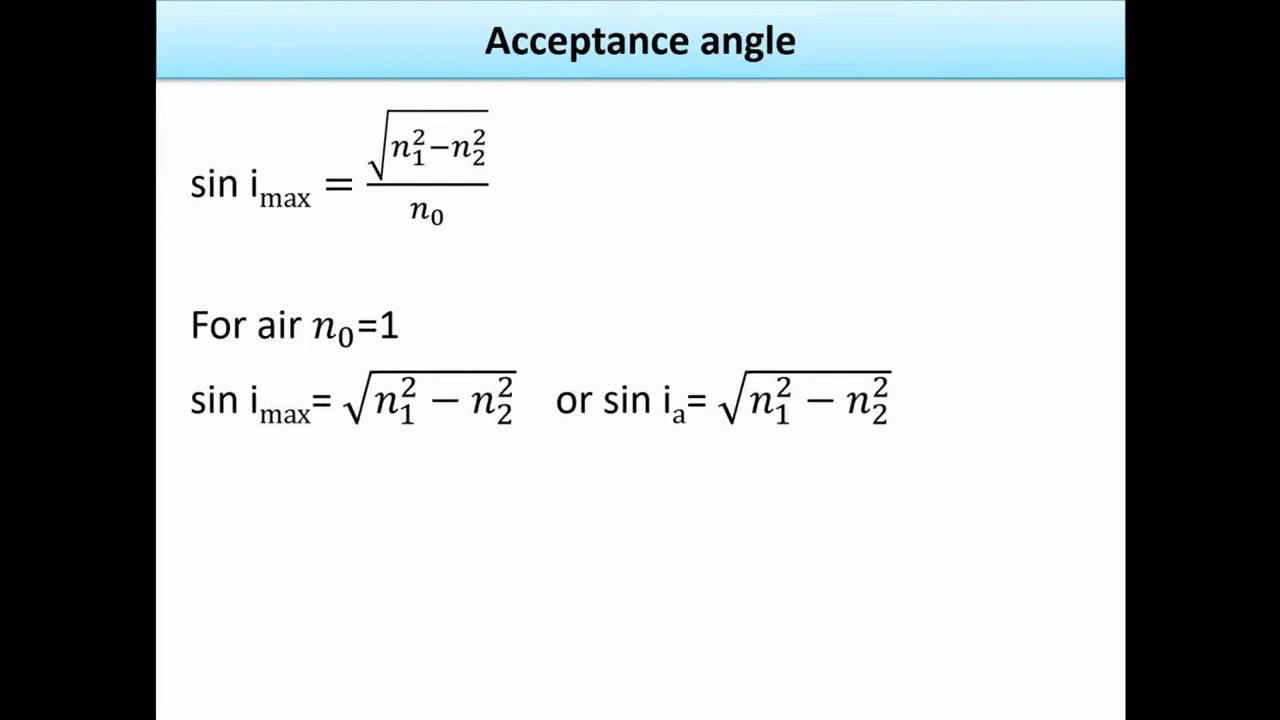 Acceptance angle
sin i_max = √(n₁²−n₂²) / n₀
For air n₀=1
sin i_max= √(n₁² − n₂²) or sin i_a= √(n₁² − n₂²)